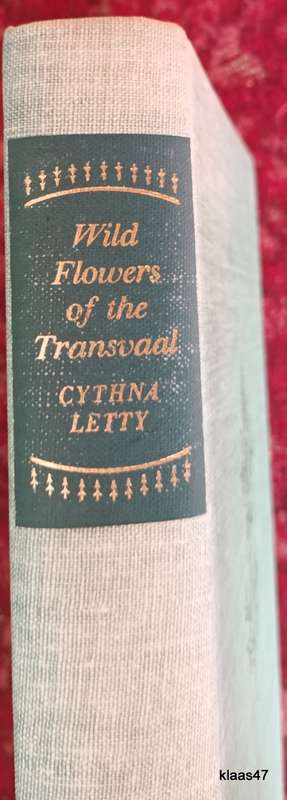 Wild
Flowers
of the
Transvaal
CYTHNA
LETTY
klaas47